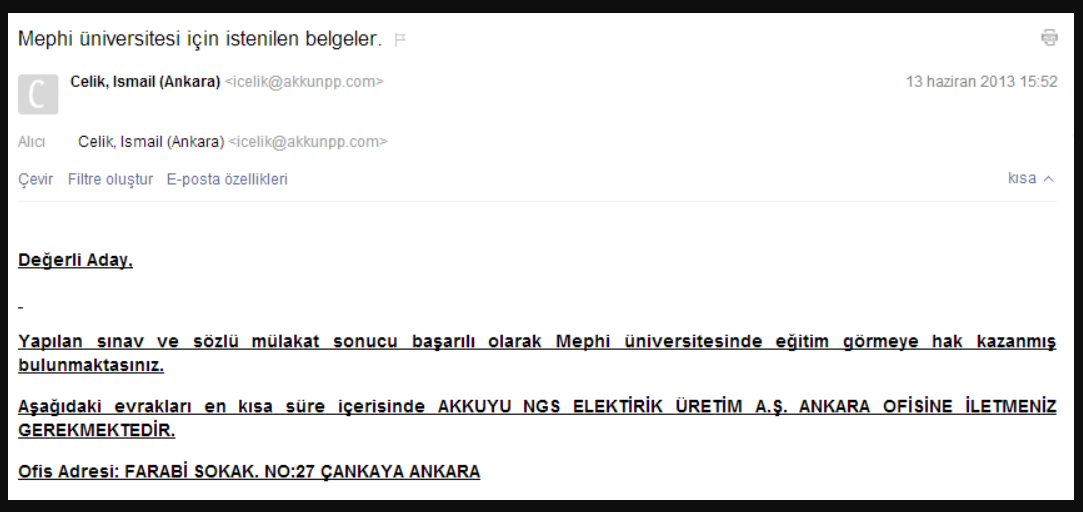 Mephi üniversitesi için istenilen belgeler.
C
Celik, Ismail (Ankara) <icelik@akkunpp.com>
13 haziran 2013 15:52
Alıcı Celik, Ismail (Ankara) <icelik@akkunpp.com>
Çevir Filtre oluştur E-posta özellikleri
kısa
Değerli Aday,
Yapılan sınav ve sözlü mülakat sonucu başarılı olarak Mephi üniversitesinde eğitim görmeye hak kazanmış
bulunmaktasınız.
Aşağıdaki evrakları en kısa süre içerisinde AKKUYU NGS ELEKTİRİK ÜRETİM A.Ş. ANKARA OFİSİNE İLETMENİZ
GEREKMEKTEDİR.
Ofis Adresi: FARABİ SOKAK. NO:27 ÇANKAYA ANKARA